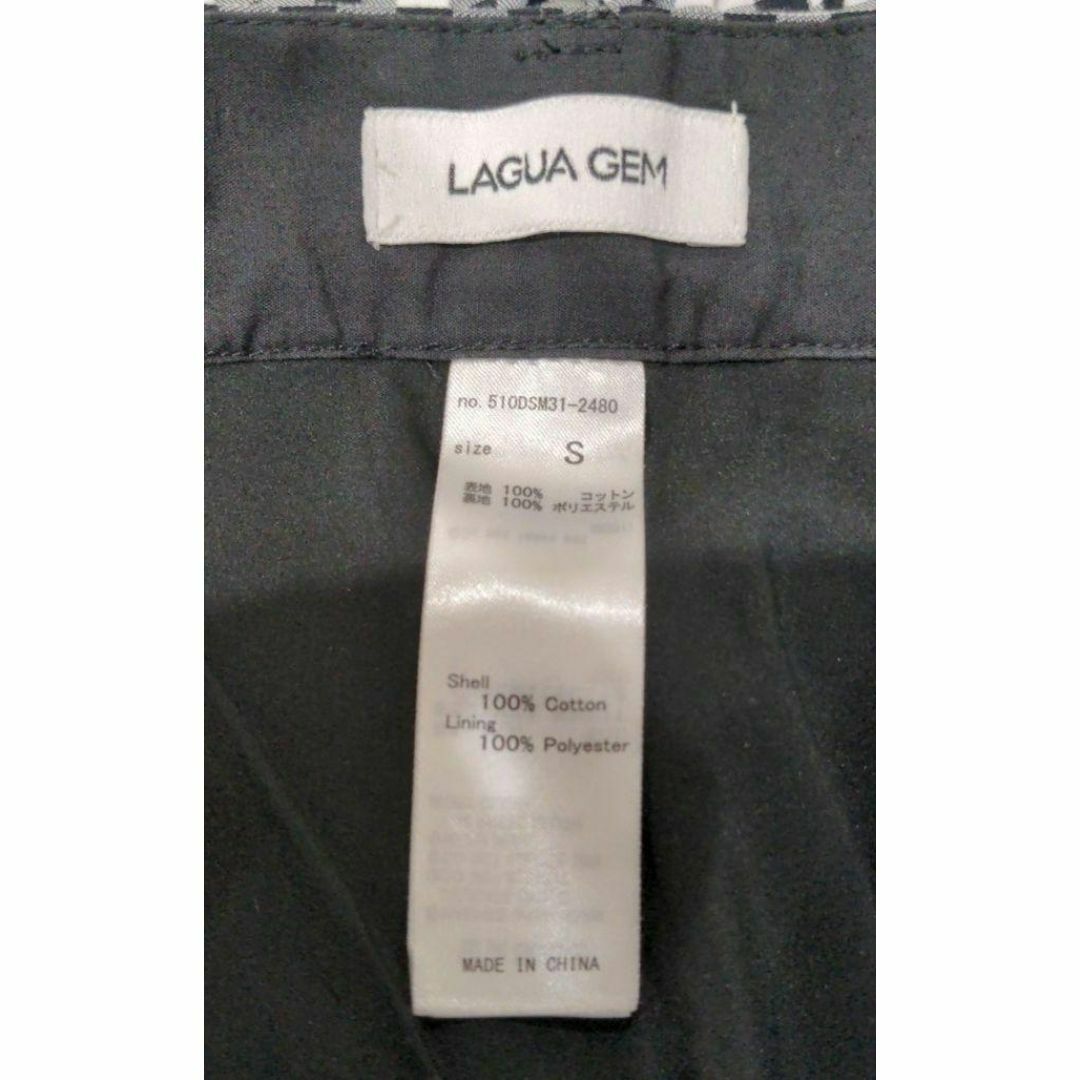 LAGUA GEM
no. 510DSM31-2480
size S
表地 100% コットン
裏地 100% ポリエステル
Shell
100% Cotton
Lining
100% Polyester
MADE IN CHINA